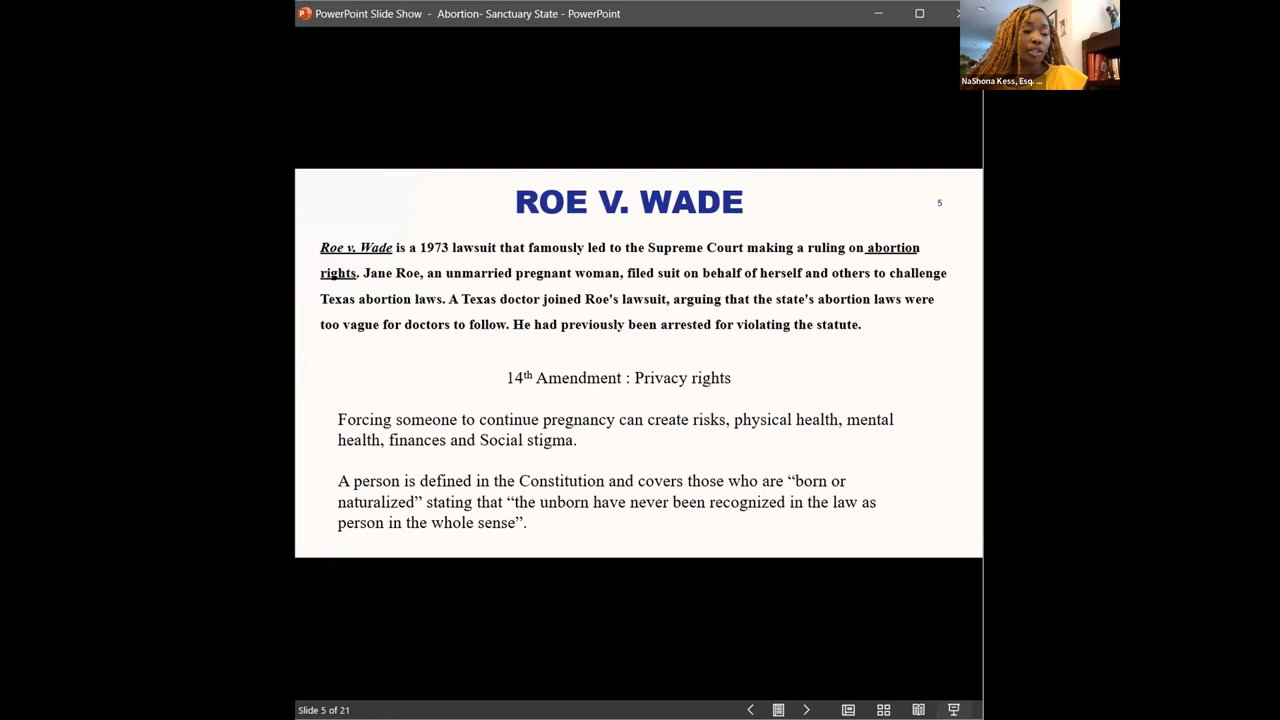 PowerPoint Slide Show - Abortion- Sanctuary State - PowerPoint
NaShona Kess, Esq. ...
ROE V. WADE
5
Roe v. Wade is a 1973 lawsuit that famously led to the Supreme Court making a ruling on abortion
rights. Jane Roe, an unmarried pregnant woman, filed suit on behalf of herself and others to challenge
Texas abortion laws. A Texas doctor joined Roe's lawsuit, arguing that the state's abortion laws were
too vague for doctors to follow. He had previously been arrested for violating the statute.
14th Amendment : Privacy rights
Forcing someone to continue pregnancy can create risks, physical health, mental
health, finances and Social stigma.
A person is defined in the Constitution and covers those who are “born or
naturalized” stating that “the unborn have never been recognized in the law as
person in the whole sense”.
Slide 5 of 21